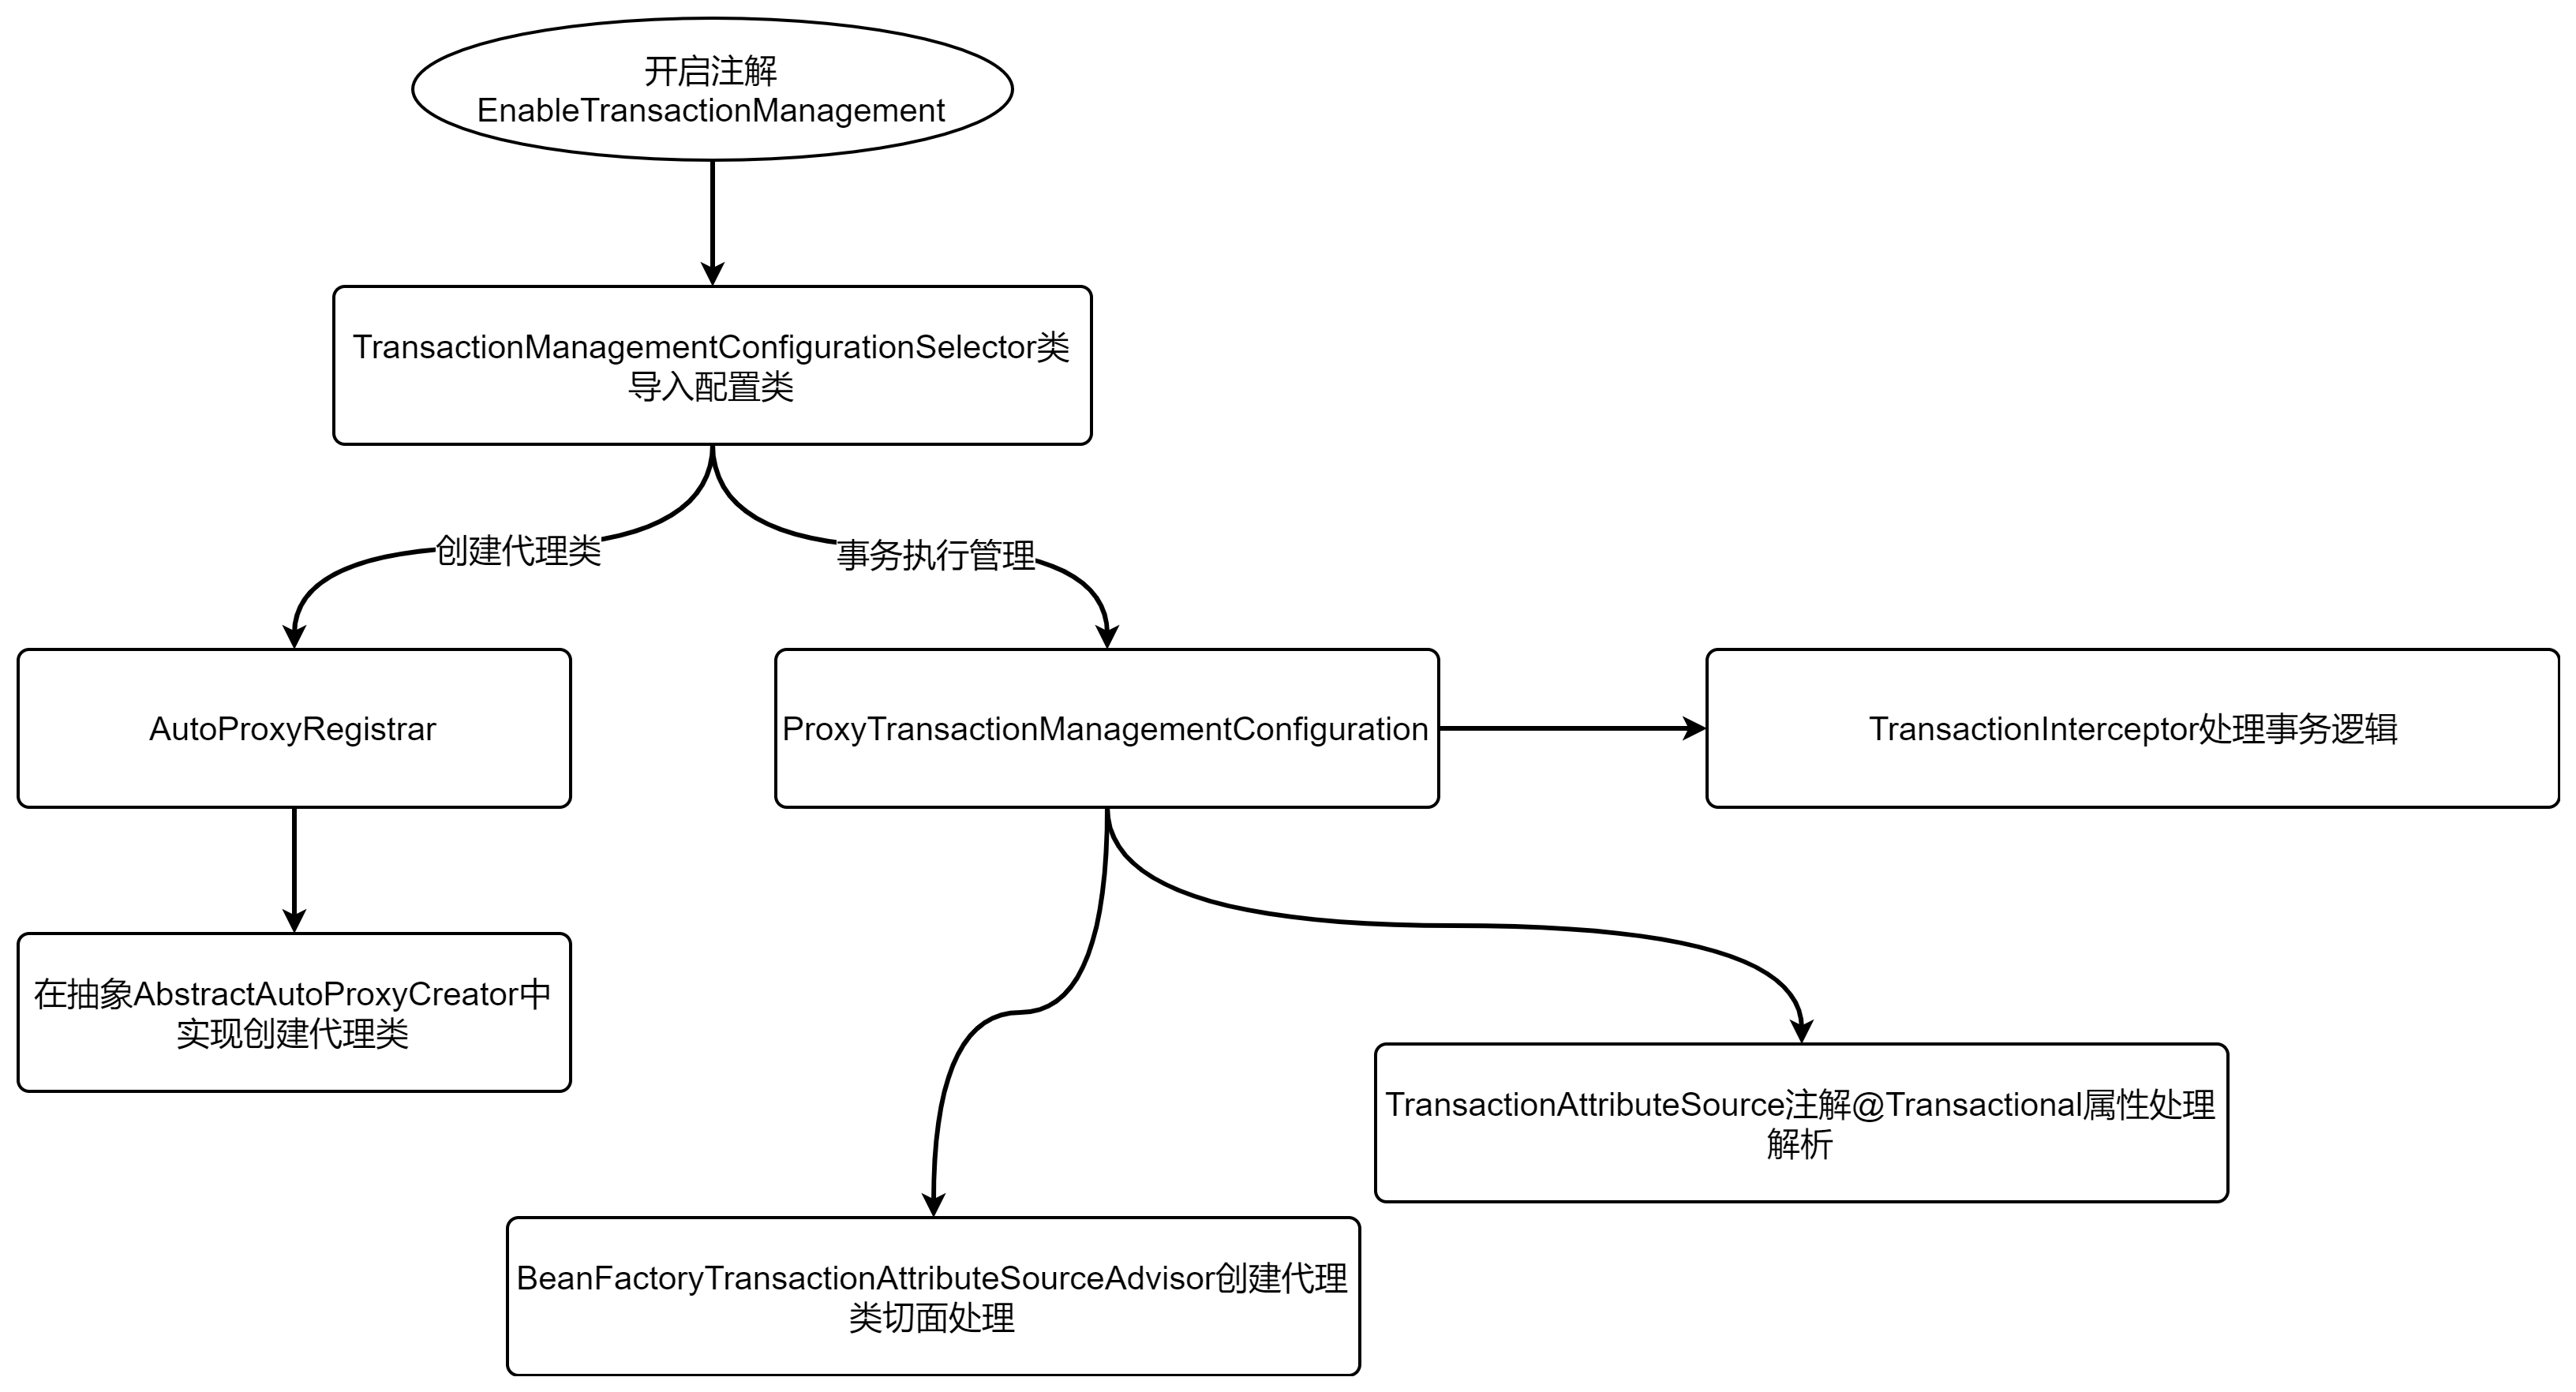 开启注解
EnableTransactionManagement
TransactionManagementConfigurationSelector类
导入配置类
创建代理类
事务执行管理
AutoProxyRegistrar
ProxyTransactionManagementConfiguration
TransactionInterceptor处理事务逻辑
在抽象AbstractAutoProxyCreator中
实现创建代理类
TransactionAttributeSource注解@Transactional属性处理
解析
BeanFactoryTransactionAttributeSourceAdvisor创建代理
类切面处理